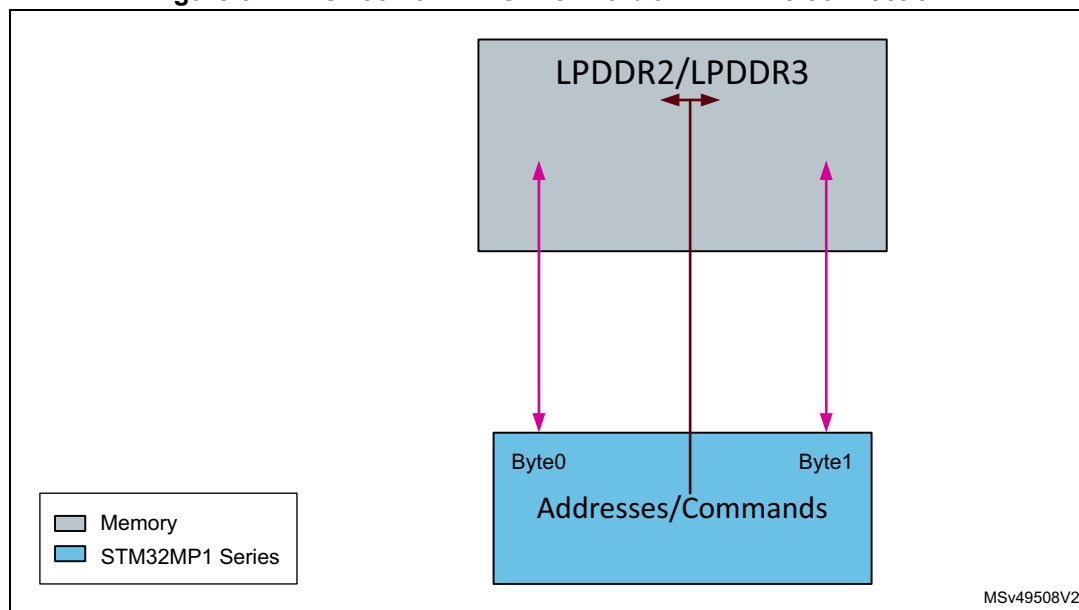 LPDDR2/LPDDR3
Byte0 Byte1
Addresses/Commands
Memory
STM32MP1 Series
MSv49508V2